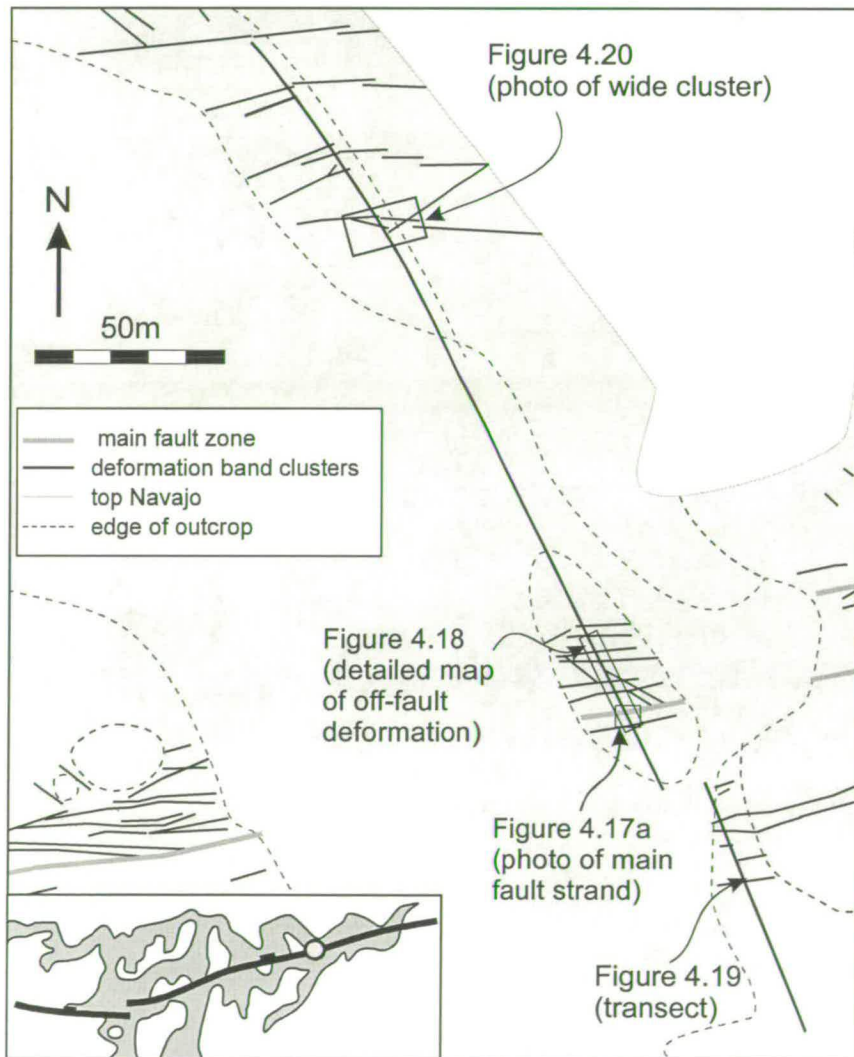 Figure 4.20
(photo of wide cluster)
N
50m
main fault zone
deformation band clusters
top Navajo
edge of outcrop
Figure 4.18
(detailed map
of off-fault
deformation)
Figure 4.17a
(photo of main
fault strand)
Figure 4.19
(transect)